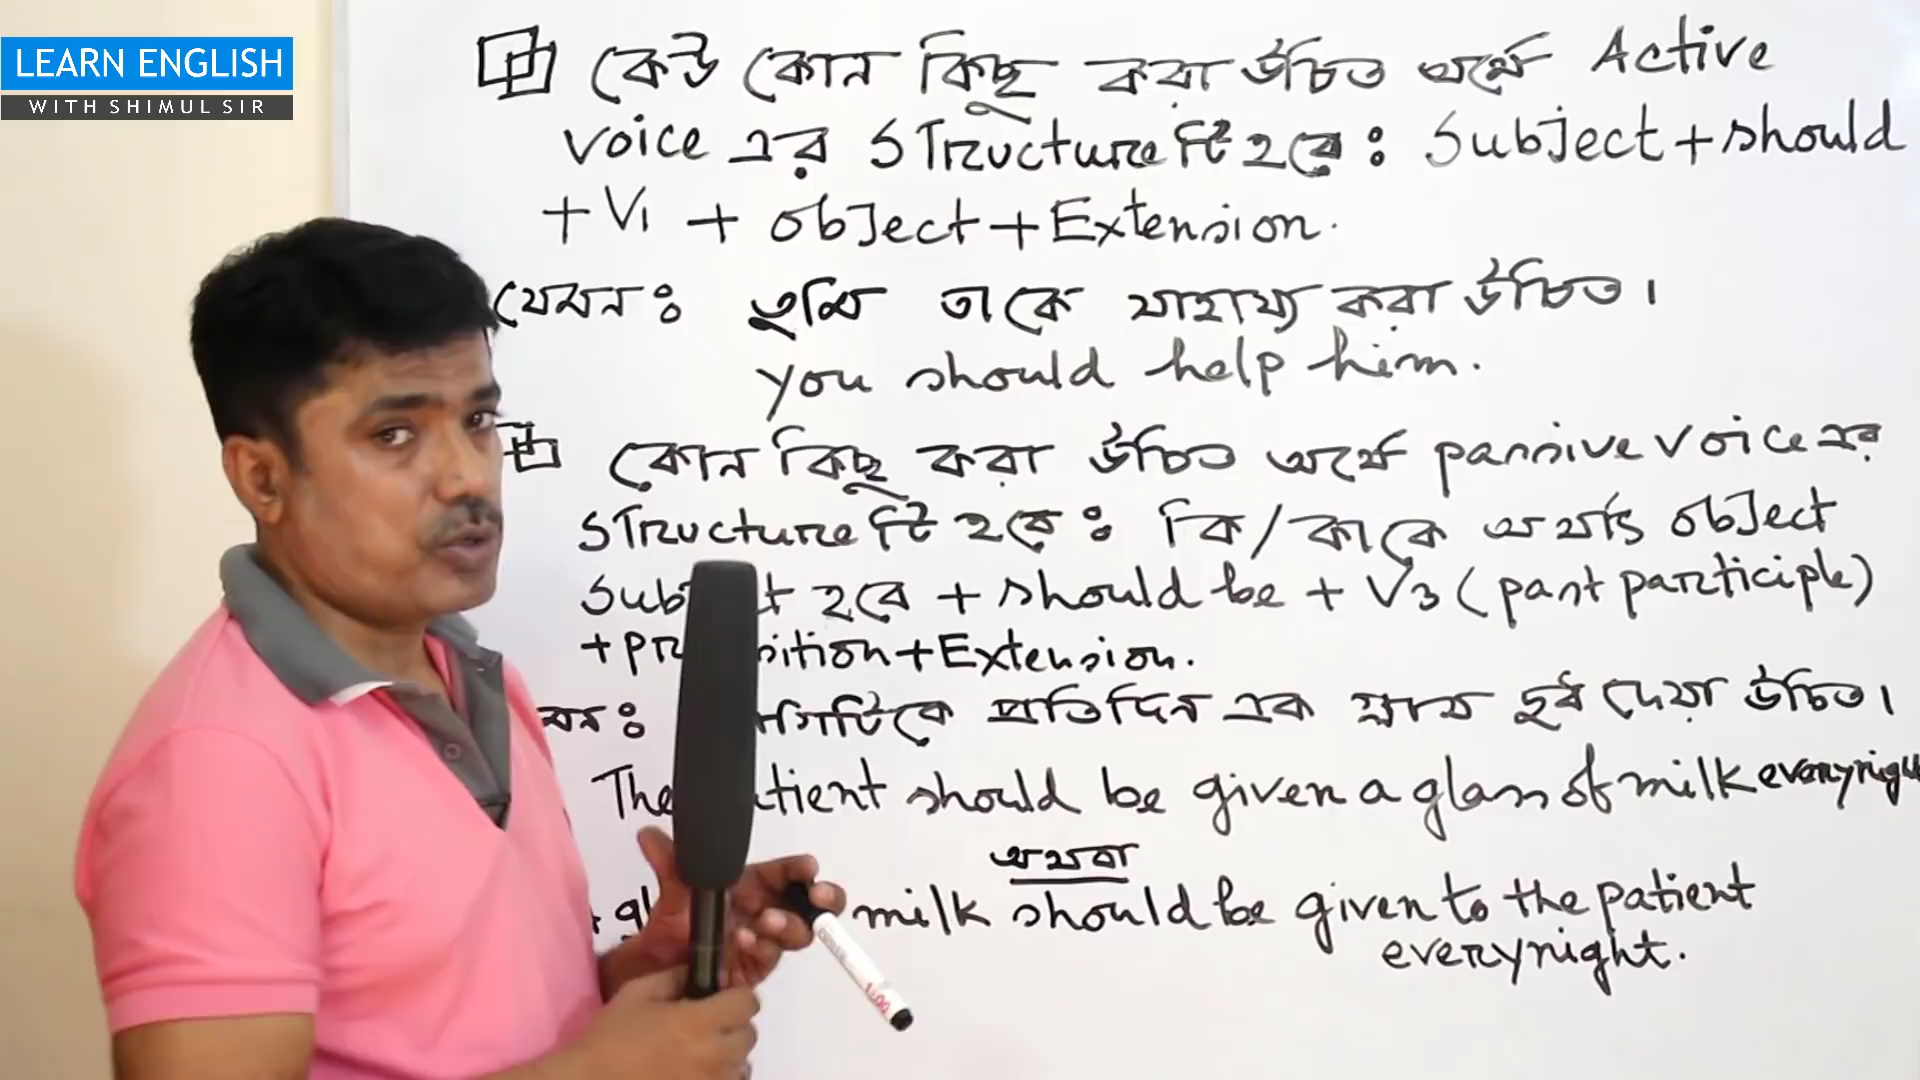 LEARN ENGLISH
WITH SHIMUL SIR
কেউ কোন কিছু করা উচিত অর্থে Active
voice এর Structure টি হবে : Subject + should
+ V1 + object + Extension.
যেমন : তুমি তাকে সাহায্য করা উচিত।
you should help him.
কোন কিছু করা উচিত অর্থে passive voice এর
Structure টি হবে : কি / কাকে অর্থাৎ object
হবে + should be + V3 (past participle)
+ Extension.
প্রতিদিন এক গ্লাস দুধ দেয়া উচিত।
The should be given a glass of milk
অথবা
milk should be given to the patient
everynight.